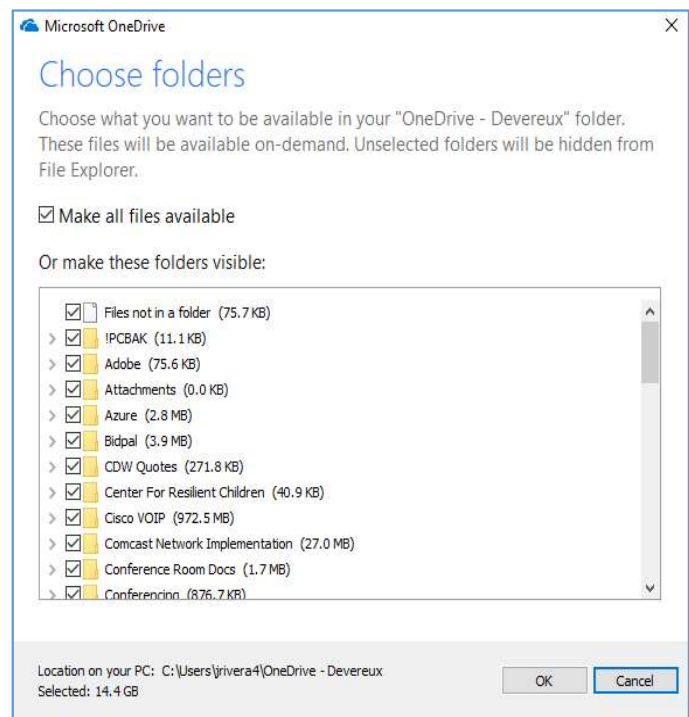 Microsoft OneDrive
Choose folders
Choose what you want to be available in your "OneDrive - Devereux" folder.
These files will be available on-demand. Unselected folders will be hidden from
File Explorer.
Make all files available
Or make these folders visible:
Files not in a folder (75.7 KB)
!PCBAK (11.1 KB)
Adobe (75.6 KB)
Attachments (0.0 KB)
Azure (2.8 MB)
Bidpal (3.9 MB)
CDW Quotes (271.8 KB)
Center For Resilient Children (40.9 KB)
Cisco VOIP (972.5 MB)
Comcast Network Implementation (27.0 MB)
Conference Room Docs (1.7 MB)
Conferencing (876.7 KB)
Location on your PC: C:\Users\jrivera4\OneDrive - Devereux
Selected: 14.4 GB
OK
Cancel